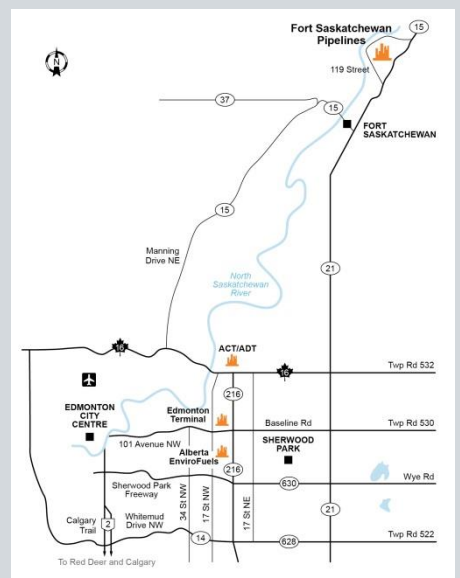 Fort Saskatchewan
Pipelines
15
119 Street
N
37
15
FORT
SASKATCHEWAN
15
Manning
Drive NE
21
North
Saskatchewan
River
16
ACT/ADT
16
Twp Rd 532
216
EDMONTON
CITY
CENTRE
Edmonton
Terminal
Baseline Rd
Twp Rd 530
101 Avenue NW
SHERWOOD
PARK
Alberta
EnviroFuels
216
Wye Rd
630
Sherwood Park
Freeway
34 St NW
17 St NW
17 St NE
21
Calgary
Trail
2
Whitemud
Drive NW
14
628
Twp Rd 522
To Red Deer and Calgary